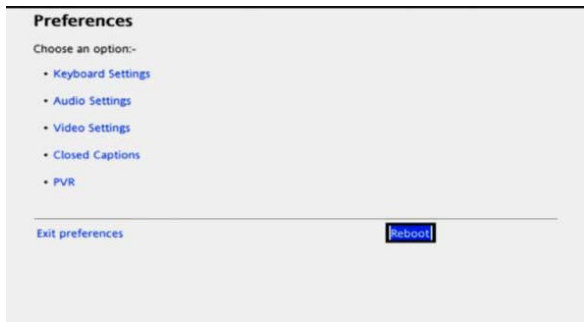 Preferences
Choose an option:-
• Keyboard Settings
• Audio Settings
• Video Settings
• Closed Captions
• PVR
Exit preferences Reboot